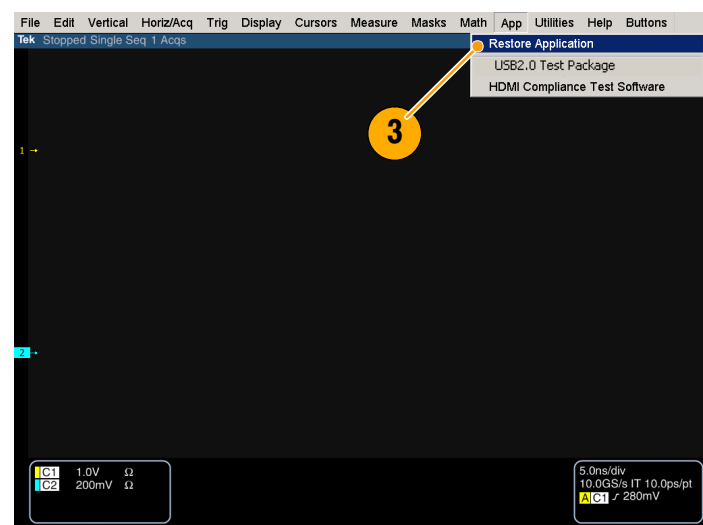 File Edit Vertical Horiz/Acq Trig Display Cursors Measure Masks Math App Utilities Help Buttons
Tek Stopped Single Seq 1 Acqs
Restore Application
USB2.0 Test Package
HDMI Compliance Test Software
3
1 →
2 →
C1 1.0V Ω
C2 200mV Ω
5.0ns/div
10.0GS/s IT 10.0ps/pt
A C1 280mV